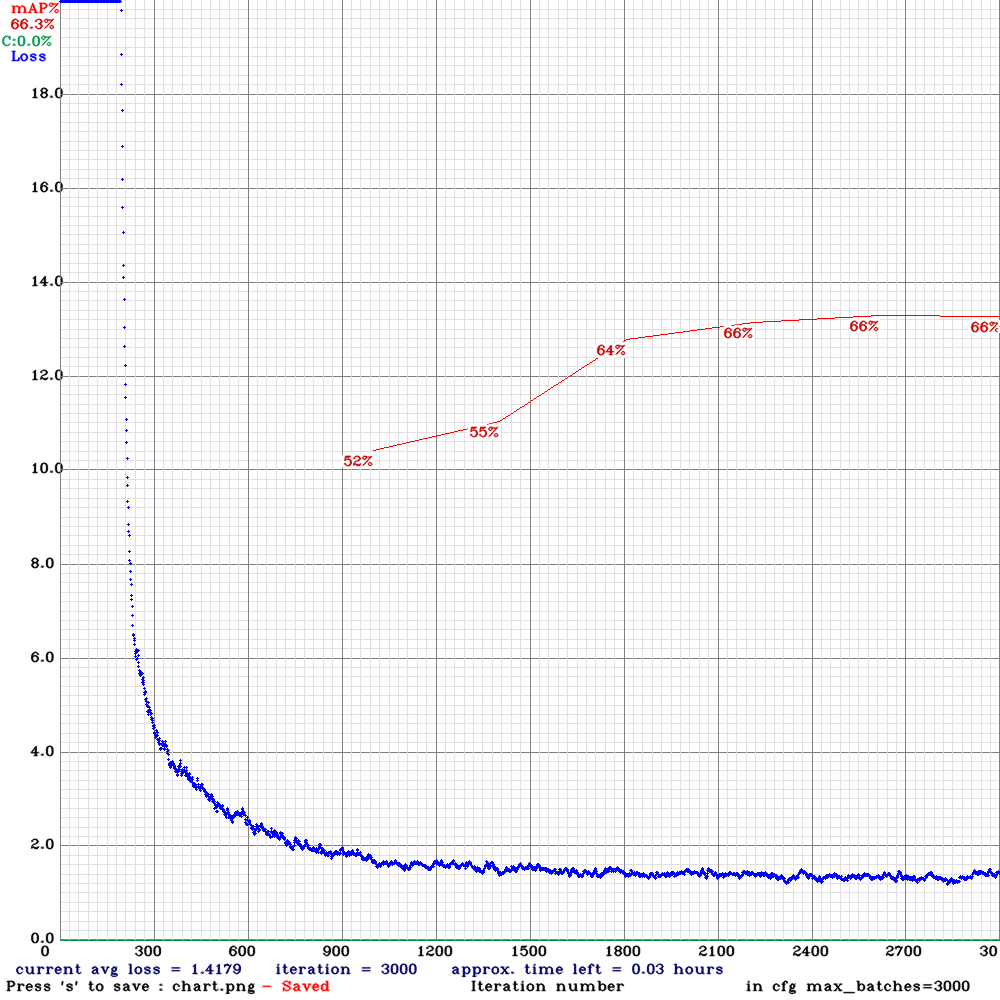 mAP%
66.3%
C:0.0%
Loss
18.0
16.0
14.0
12.0
10.0
8.0
6.0
4.0
2.0
0.0
52%
55%
64%
66%
66%
66%
0 300 600 900 1200 1500 1800 2100 2400 2700 30
current avg loss = 1.4179 iteration = 3000 approx. time left = 0.03 hours
Press 's' to save : chart.png - Saved Iteration number in cfg max_batches=3000